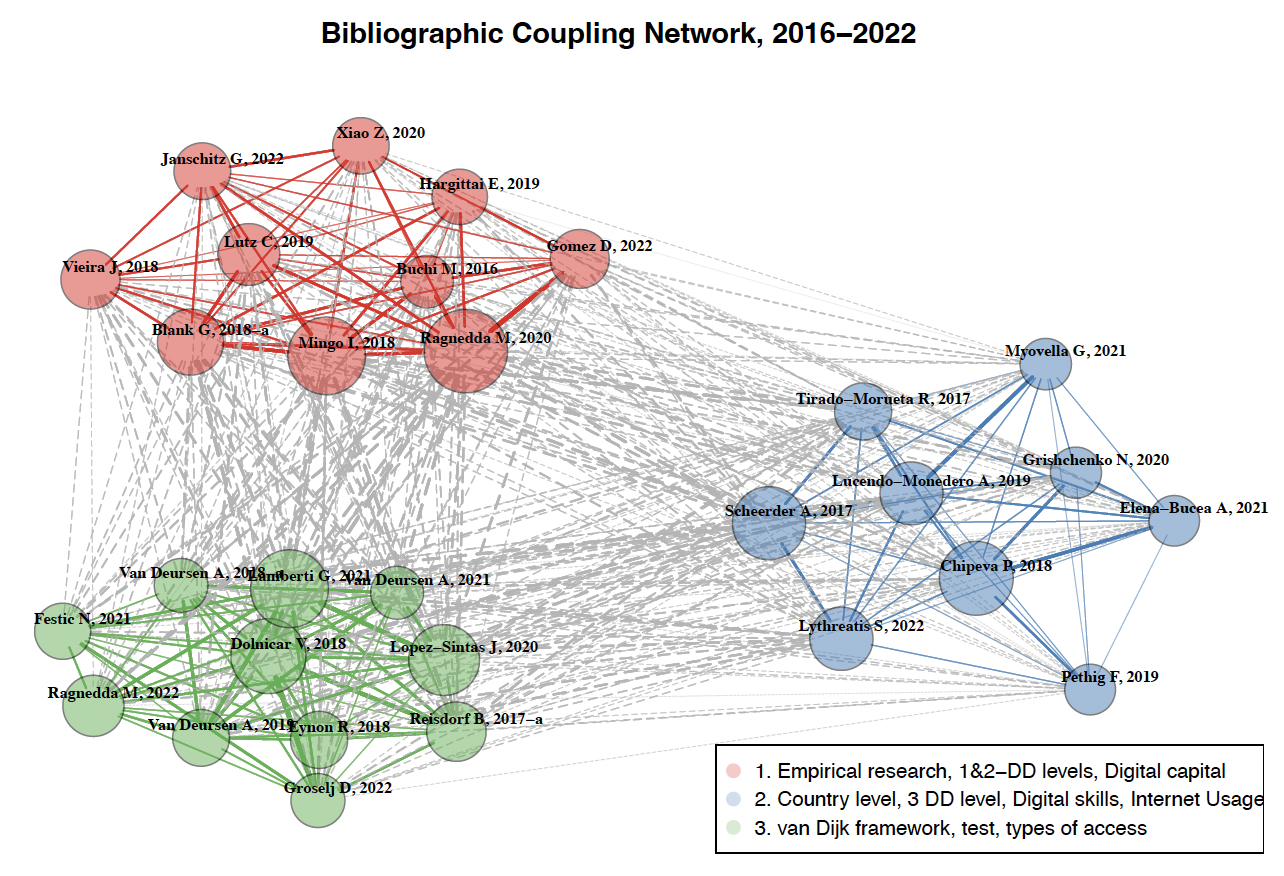 Bibliographic Coupling Network, 2016−2022
Xiao Z, 2020
Janschitz G, 2022
Hargittai E, 2019
Lutz C, 2019
Gomez D, 2022
Vieira J, 2018
Buchi M, 2016
Blank G, 2018−a
Mingo I, 2018
Ragnedda M, 2020
Myovella G, 2021
Tirado−Morueta R, 2017
Grishchenko N, 2020
Lucendo−Monedero A, 2019
Scheerder A, 2017
Elena−Bucea A, 2021
Chipeva P, 2018
Lythreatis S, 2022
Pethig F, 2019
Van Deursen A, 2018
Lamberti G, 2021
Van Deursen A, 2021
Festic N, 2021
Dolnicar V, 2018
Lopez−Sintas J, 2020
Ragnedda M, 2022
Van Deursen A, 2019
Eynon R, 2018
Reisdorf B, 2017−a
Groselj D, 2022
1. Empirical research, 1&2−DD levels, Digital capital
2. Country level, 3 DD level, Digital skills, Internet Usage
3. van Dijk framework, test, types of access